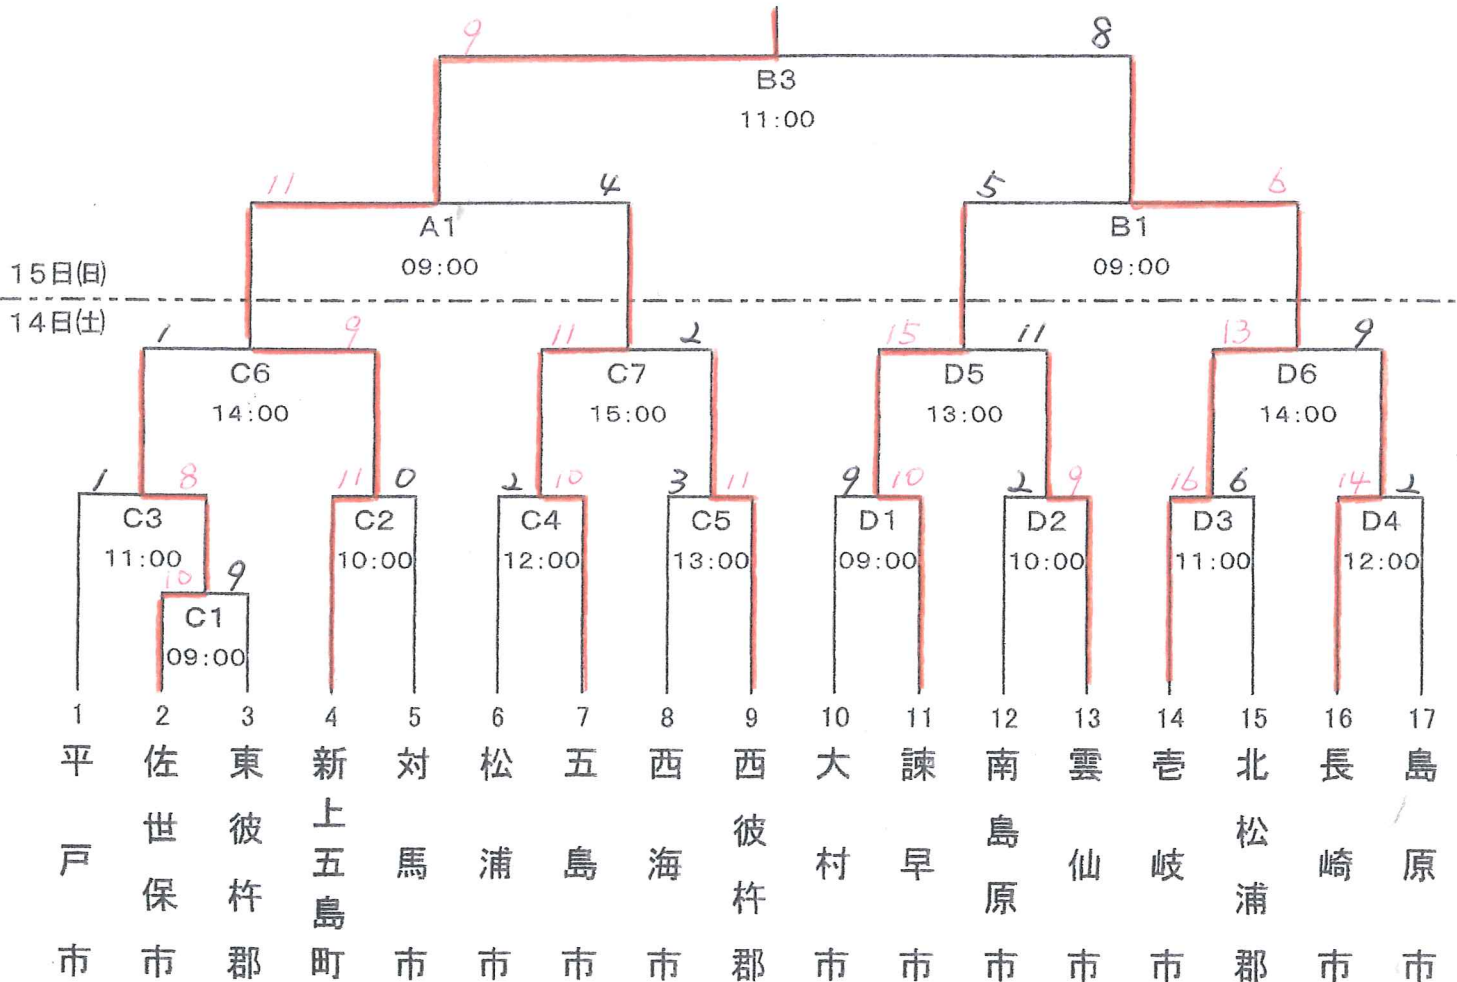 9 8
B3
11:00
11 4 5 6
A1 B1
09:00 09:00
15日(日)
14日(土)
1 9 11 2 15 11 13 9
C6 C7 D5 D6
14:00 15:00 13:00 14:00
1 8 11 0 2 10 3 11 9 10 2 9 16 6 14 2
C3 C2 C4 C5 D1 D2 D3 D4
11:00 10:00 12:00 13:00 09:00 10:00 11:00 12:00
10 9
C1
09:00
1 2 3 4 5 6 7 8 9 10 11 12 13 14 15 16 17
平戸市
佐世保市
東彼杵郡
新上五島町
対馬市
松浦市
五島市
西海市
西彼杵郡
大村市
諫早市
南島原市
雲仙市
壱岐市
北松浦郡
長崎市
島原市